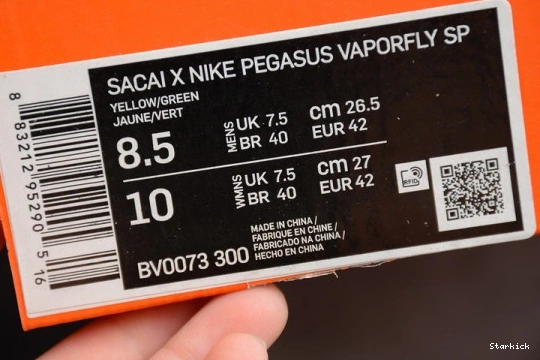 SACAI X NIKE PEGASUS VAPORFLY SP
YELLOW/GREEN
JAUNE/VERT
8.5 MENS UK 7.5 cm 26.5
BR 40 EUR 42
10 WMNS UK 7.5 cm 27
BR 40 EUR 42
RFID
MADE IN CHINA /
FABRIQUE EN CHINE /
FABRICADO NA CHINA /
HECHO EN CHINA
BV0073 300
8 83212 95290 5 16
Starkick